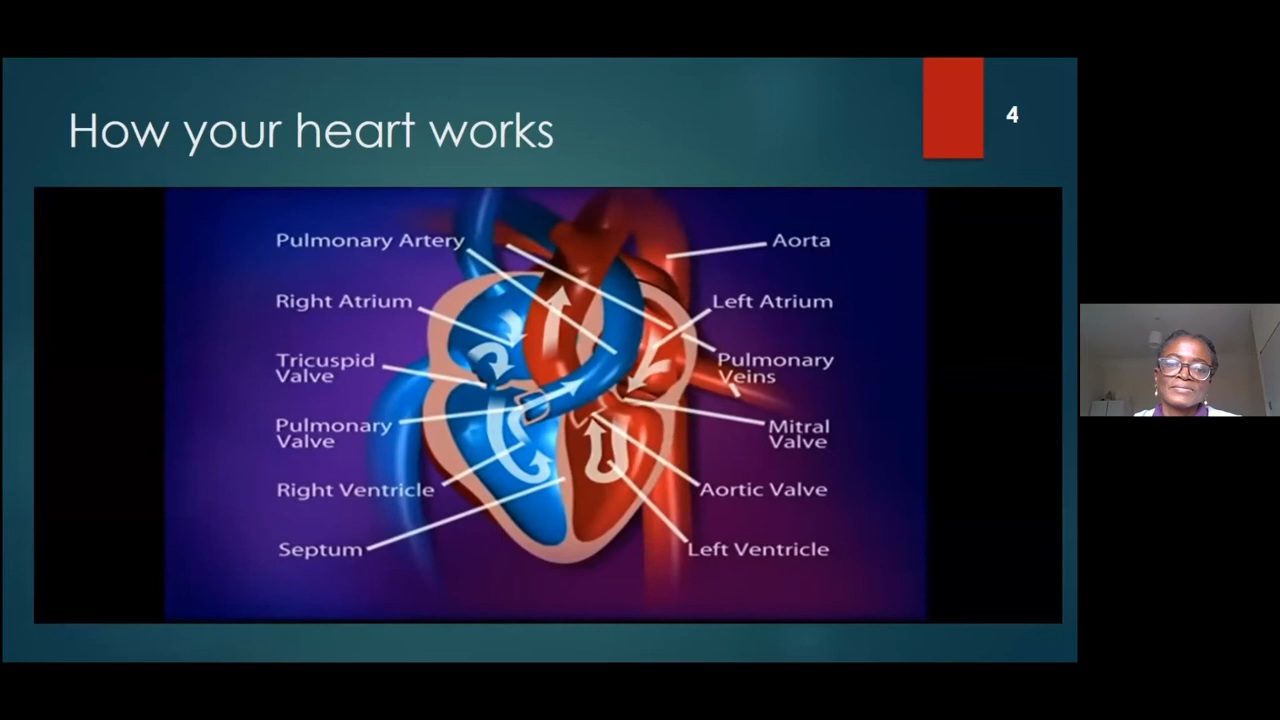 How your heart works
4
Pulmonary Artery
Right Atrium
Tricuspid
Valve
Pulmonary
Valve
Right Ventricle
Septum
Aorta
Left Atrium
Pulmonary
Veins
Mitral
Valve
Aortic Valve
Left Ventricle